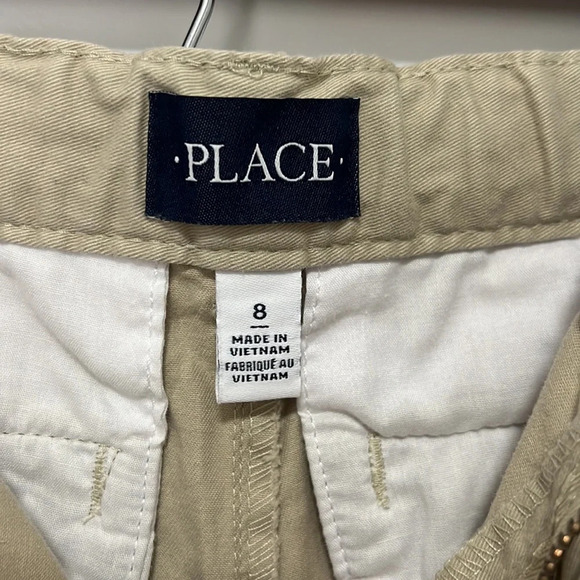 ·PLACE·
8
MADE IN
VIETNAM
FABRIQUÉ AU
VIETNAM